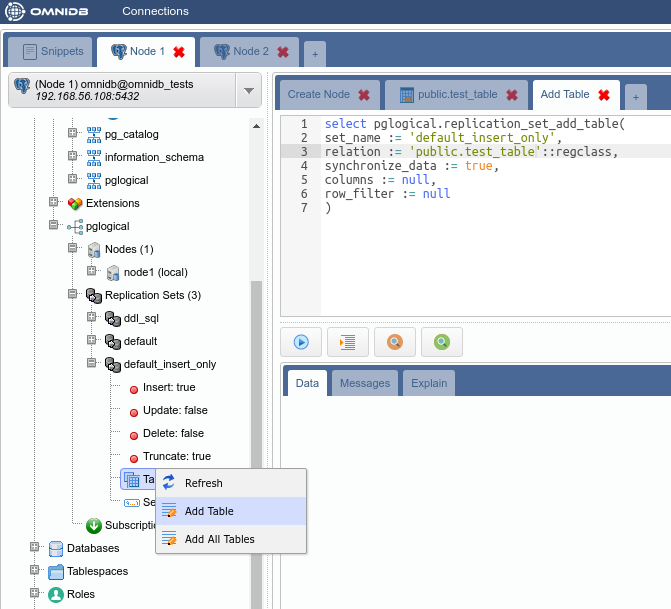 OMNIDB Connections
Snippets Node 1 Node 2 +
(Node 1) omnidb@omnidb_tests
192.168.56.108:5432
pg_catalog
information_schema
pglogical
Extensions
pglogical
Nodes (1)
node1 (local)
Replication Sets (3)
ddl_sql
default
default_insert_only
Insert: true
Update: false
Delete: false
Truncate: true
Ta
Se
Subscripti
Databases
Tablespaces
Roles
Refresh
Add Table
Add All Tables
Create Node public.test_table Add Table +
1 select pglogical.replication_set_add_table(
2 set_name := 'default_insert_only',
3 relation := 'public.test_table'::regclass,
4 synchronize_data := true,
5 columns := null,
6 row_filter := null
7 )
Data Messages Explain